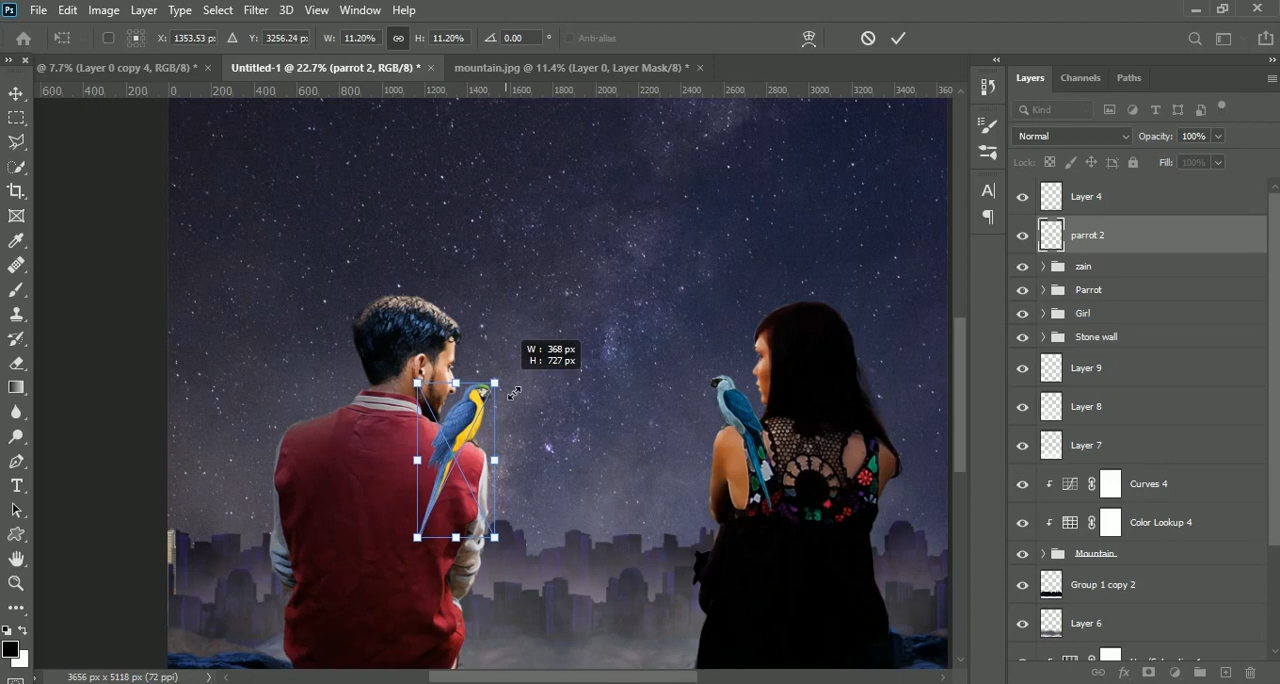 Ps File Edit Image Layer Type Select Filter 3D View Window Help
X: 1353.53 p: Y: 3256.24 p: W: 11.20% H: 11.20% 0.00 ° Anti-alias
@ 7.7% (Layer 0 copy 4, RGB/8) * × Untitled-1 @ 22.7% (parrot 2, RGB/8) * × mountain.jpg @ 11.4% (Layer 0, Layer Mask/8) * ×
600 400 200 0 200 400 600 800 1000 1200 1400 1600 1800 2000 2200 2400 2600 2800 3000 3200 3400 360
W : 368 px
H : 727 px
3656 px x 5118 px (72 ppi)
Layers Channels Paths
Kind
Normal Opacity: 100%
Lock: Fill: 100%
Layer 4
parrot 2
zain
Parrot
Girl
Stone wall
Layer 9
Layer 8
Layer 7
Curves 4
Color Lookup 4
Mountain
Group 1 copy 2
Layer 6
fx